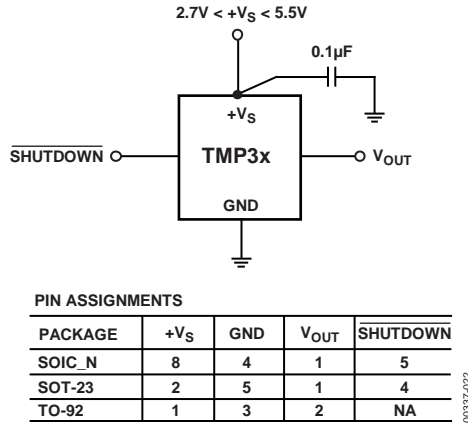 2.7V < +VS < 5.5V
0.1µF
+VS
SHUTDOWN
TMP3x
VOUT
GND
PIN ASSIGNMENTS
PACKAGE +VS GND VOUT SHUTDOWN
SOIC_N 8 4 1 5
SOT-23 2 5 1 4
TO-92 1 3 2 NA
00337-022